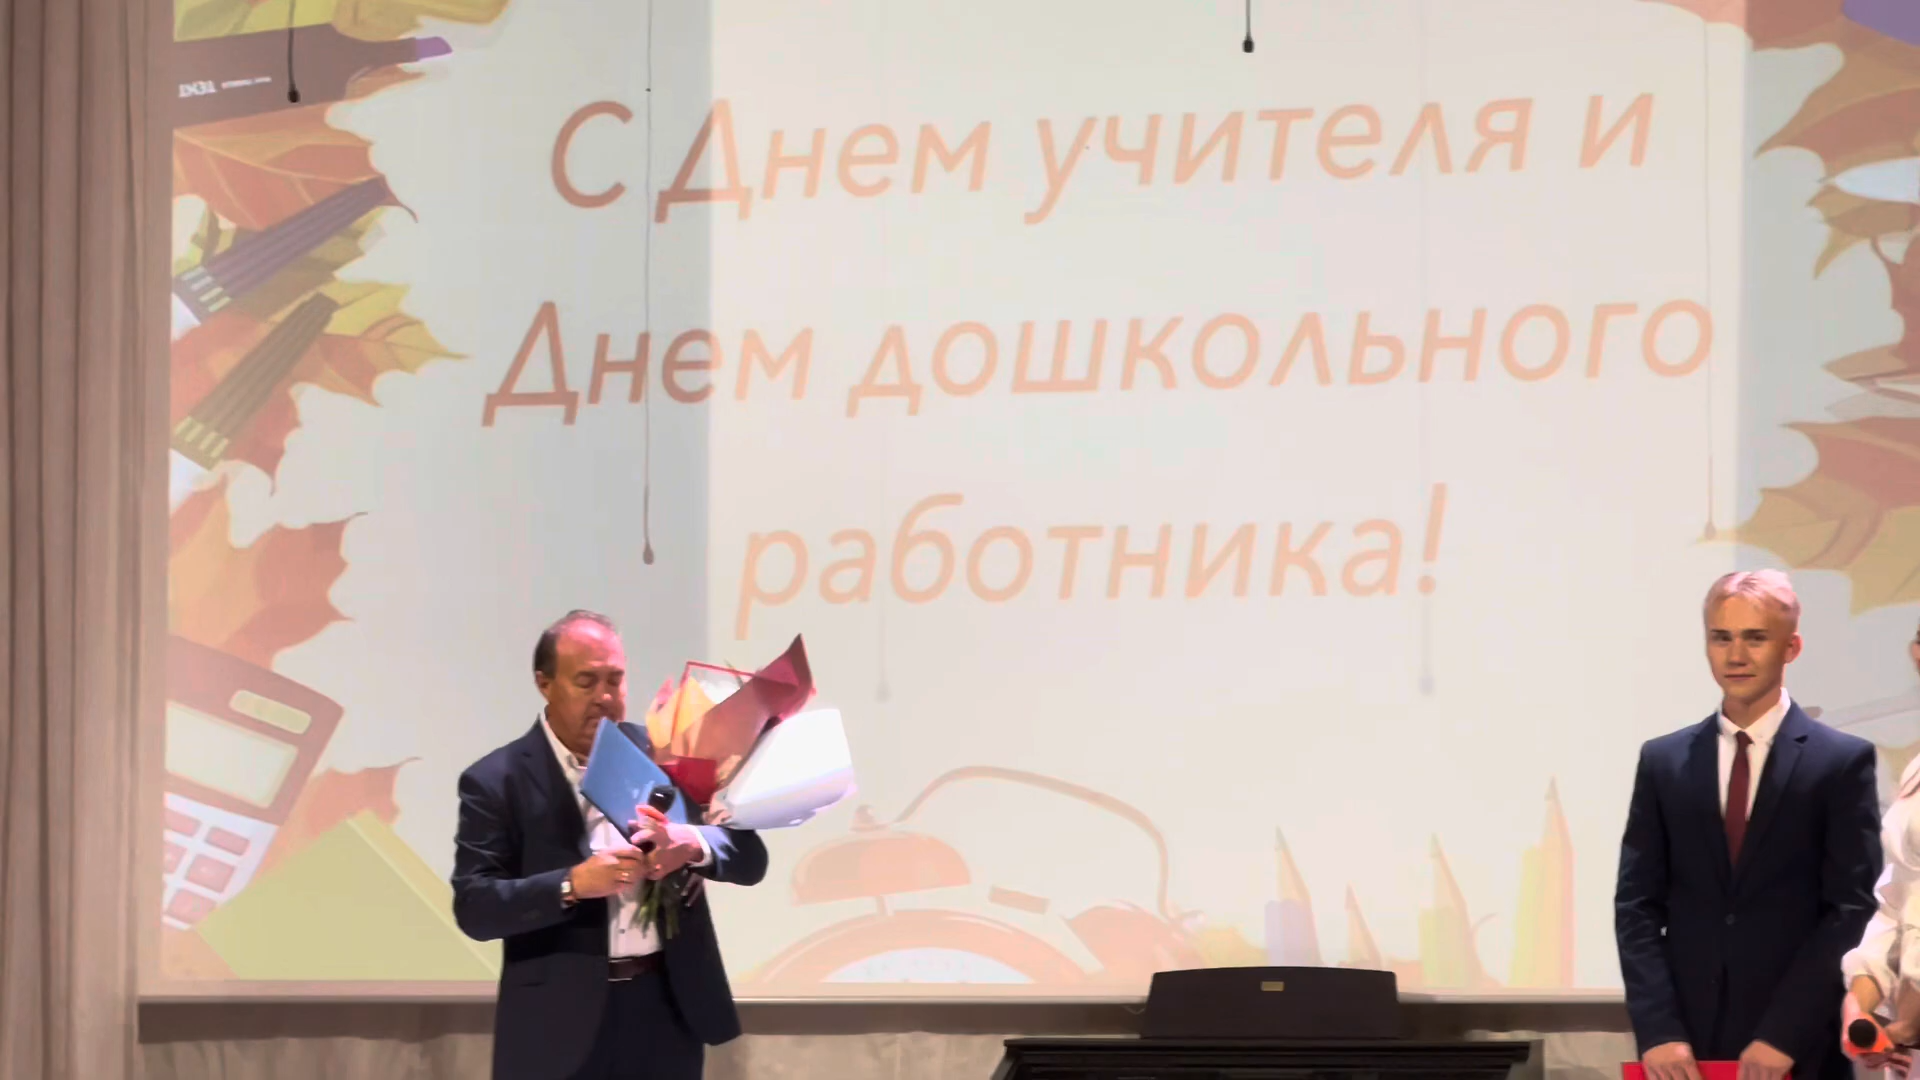 С Днем учителя и
Днем дошкольного
работника!